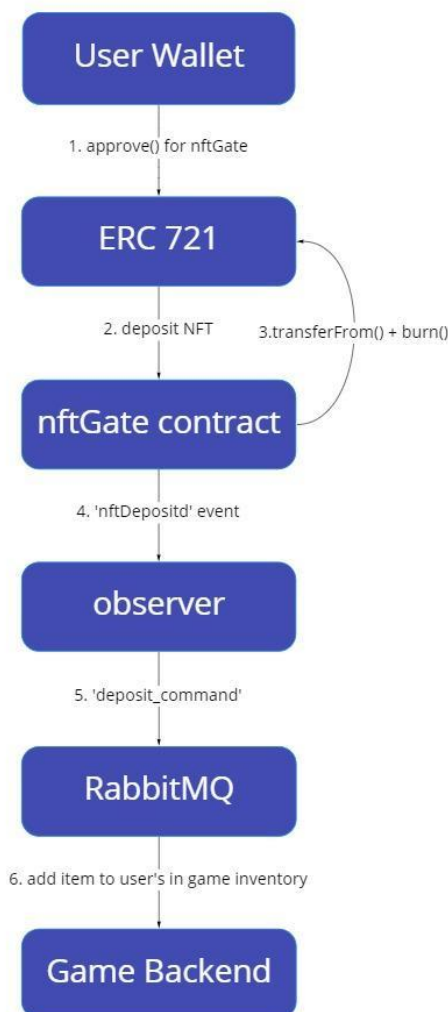 User Wallet
1. approve() for nftGate
ERC 721
2. deposit NFT
3.transferFrom() + burn()
nftGate contract
4. 'nftDepositd' event
observer
5. 'deposit_command'
RabbitMQ
6. add item to user's in game inventory
Game Backend